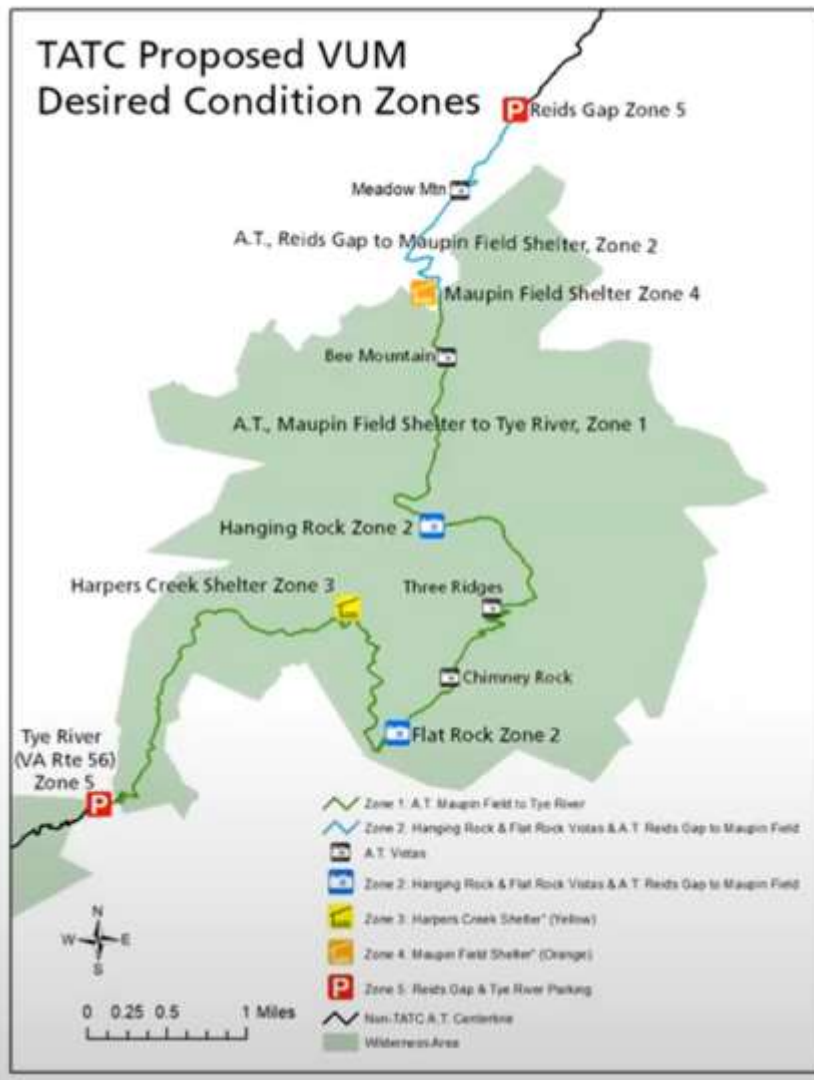 TATC Proposed VUM
Desired Condition Zones
P
Reids Gap Zone 5
Meadow Mtn
A.T., Reids Gap to Maupin Field Shelter, Zone 2
Maupin Field Shelter Zone 4
Bee Mountain
A.T., Maupin Field Shelter to Tye River, Zone 1
Hanging Rock Zone 2
Harpers Creek Shelter Zone 3
Three Ridges
Chimney Rock
Flat Rock Zone 2
Tye River
(VA Rte 56)
Zone 5
P
Zone 1: A.T. Maupin Field to Tye River
Zone 2: Hanging Rock & Flat Rock Vistas & A.T. Reids Gap to Maupin Field
A.T. Vistas
Zone 2: Hanging Rock & Flat Rock Vistas & A.T. Reids Gap to Maupin Field
Zone 3: Harpers Creek Shelter* (Yellow)
Zone 4: Maupin Field Shelter* (Orange)
P
Zone 5: Reids Gap & Tye River Parking
Non-TATC A.T. Centerline
Wilderness Area
N
W E
S
0 0.25 0.5 1 Miles